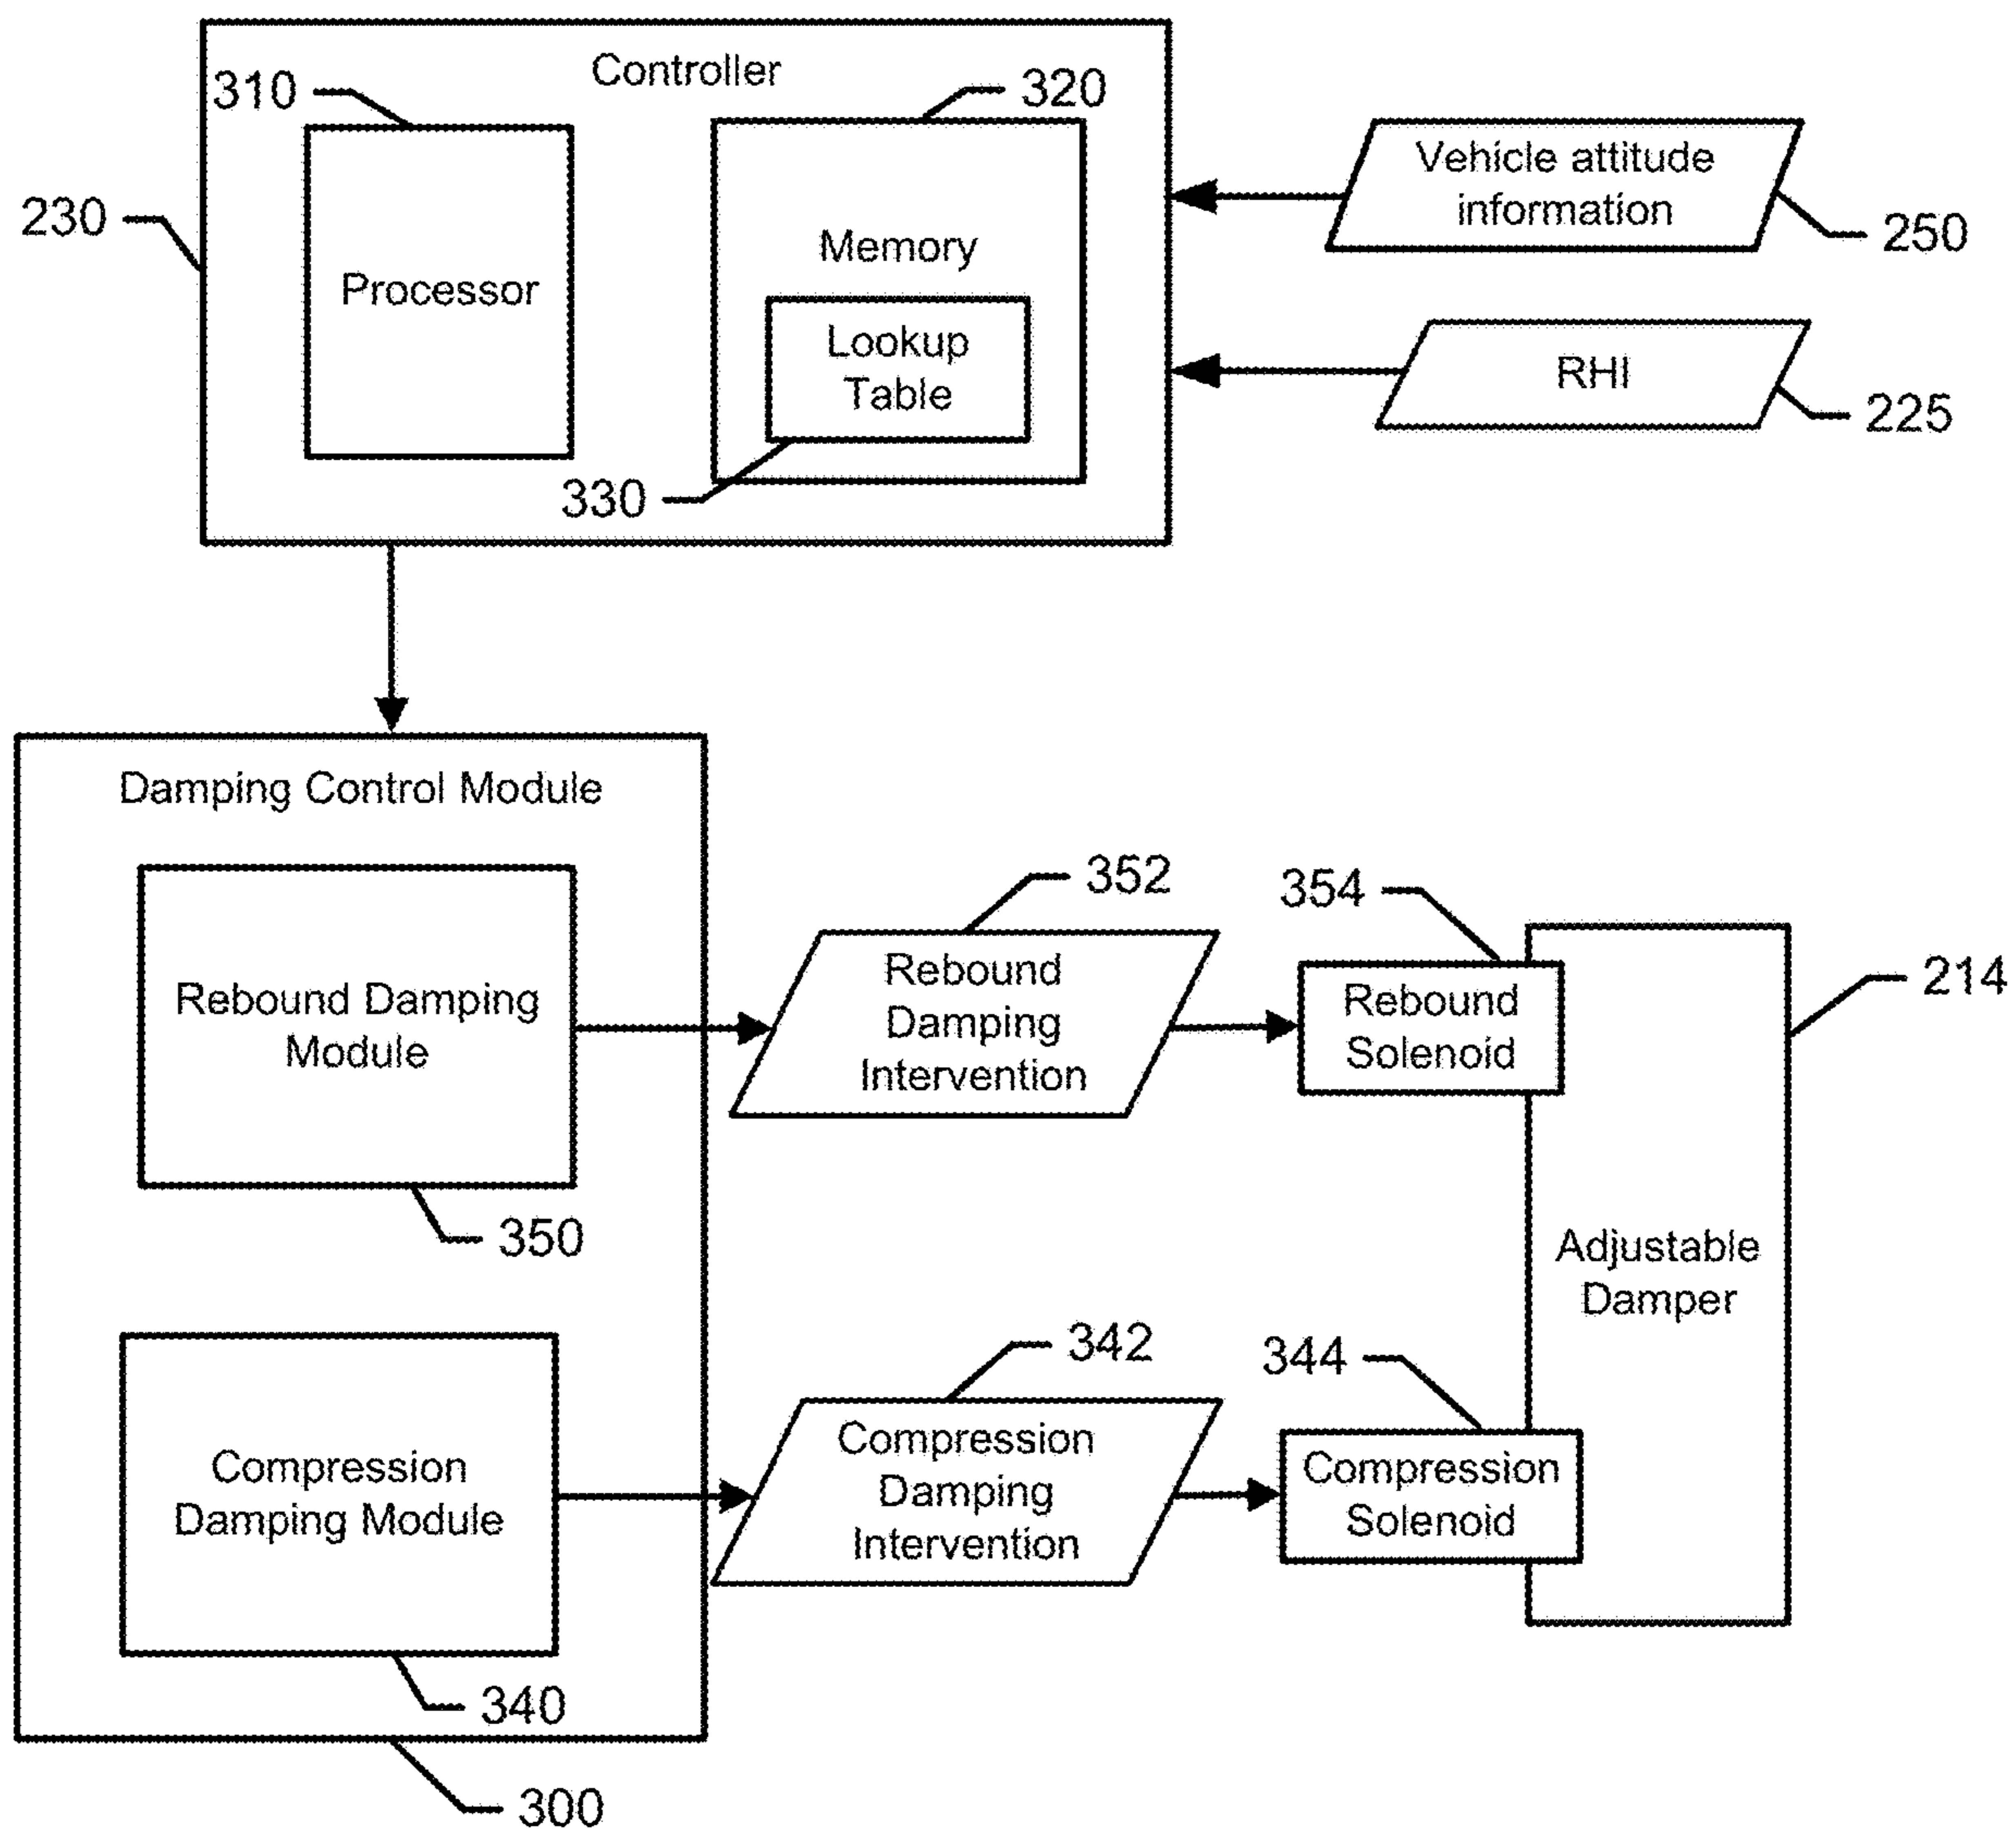 Controller
310
320
230
Processor
Memory
Lookup
Table
330
Vehicle attitude
information
250
RHI
225
Damping Control Module
Rebound Damping
Module
350
352
Rebound
Damping
Intervention
354
Rebound
Solenoid
214
Adjustable
Damper
Compression
Damping Module
340
342
Compression
Damping
Intervention
344
Compression
Solenoid
300